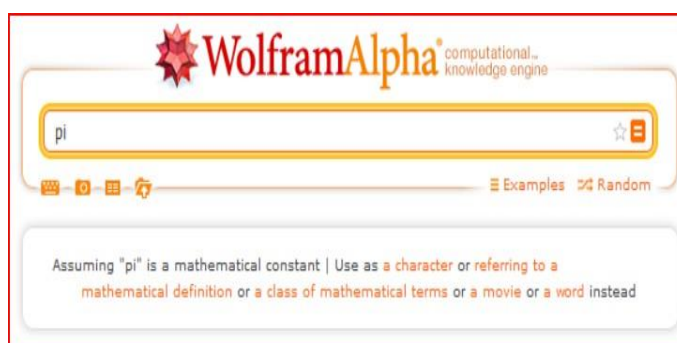 WolframAlpha computational knowledge engine
pi
Examples Random
Assuming "pi" is a mathematical constant | Use as a character or referring to a
mathematical definition or a class of mathematical terms or a movie or a word instead